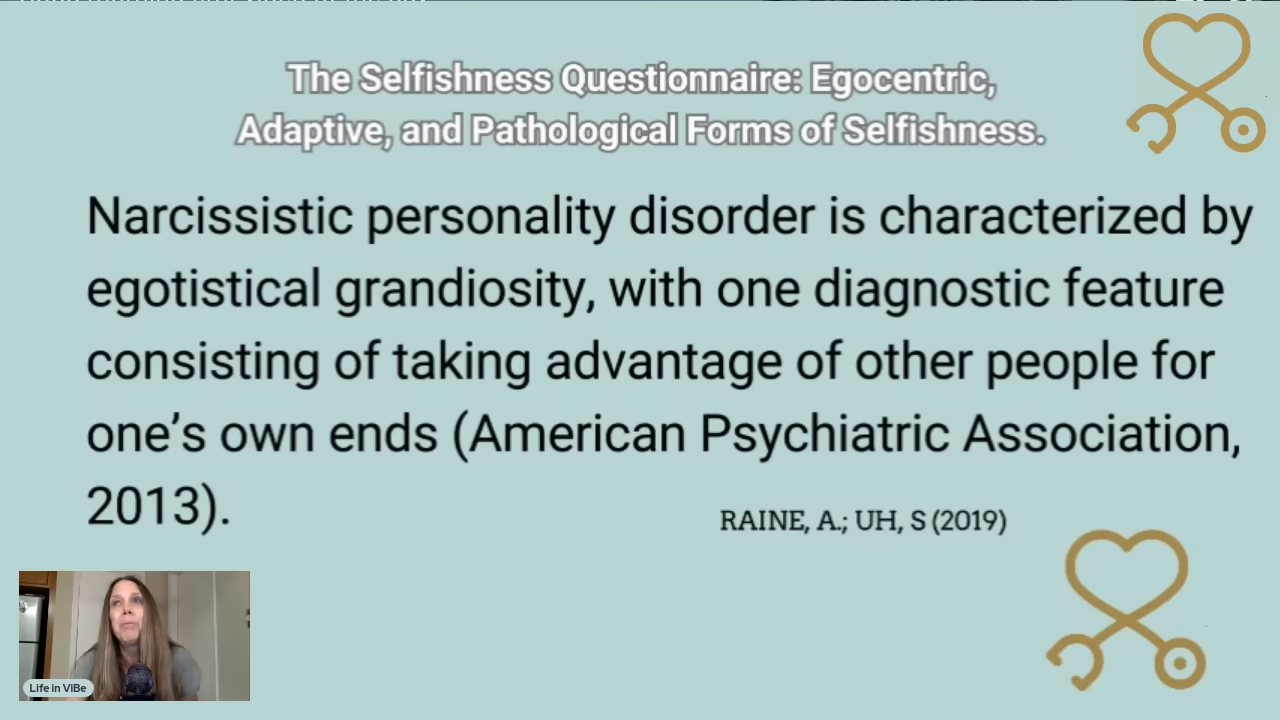 The Selfishness Questionnaire: Egocentric,
Adaptive, and Pathological Forms of Selfishness.
Narcissistic personality disorder is characterized by
egotistical grandiosity, with one diagnostic feature
consisting of taking advantage of other people for
one’s own ends (American Psychiatric Association,
2013).
RAINE, A.; UH, S (2019)
Life in ViBe